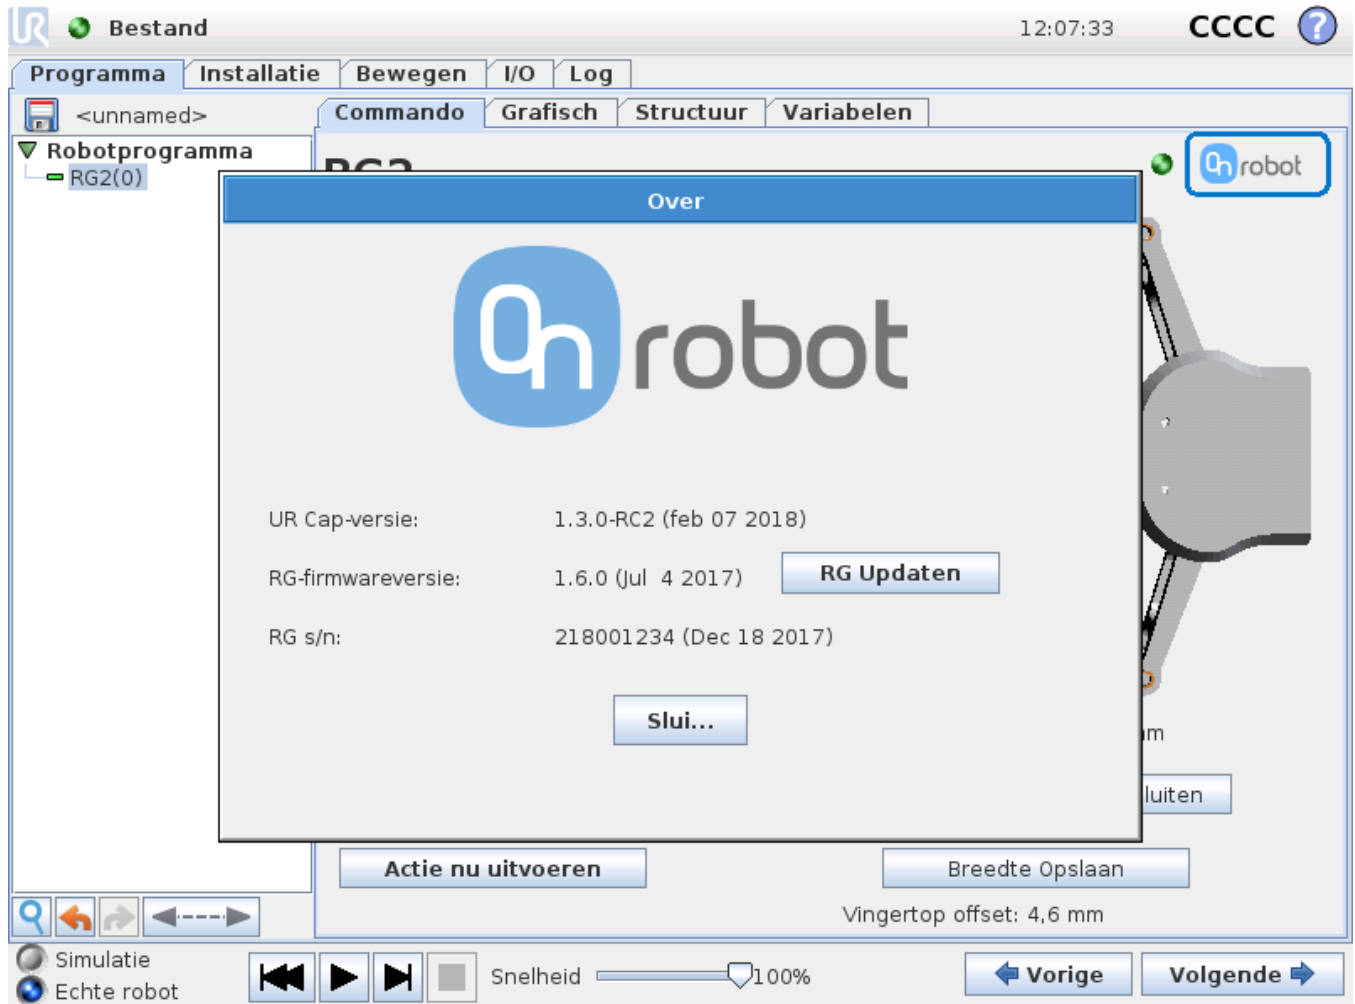 Bestand
12:07:33
CCCC
?
Programma Installatie Bewegen I/O Log
<unnamed>
Commando Grafisch Structuur Variabelen
Robotprogramma
RG2(0)
RG2
On robot
Over
On robot
UR Cap-versie: 1.3.0-RC2 (feb 07 2018)
RG-firmwareversie: 1.6.0 (Jul 4 2017) RG Updaten
RG s/n: 218001234 (Dec 18 2017)
Slui...
luiten
Actie nu uitvoeren Breedte Opslaan
Vingertop offset: 4,6 mm
Simulatie
Echte robot
Snelheid 100%
Vorige Volgende